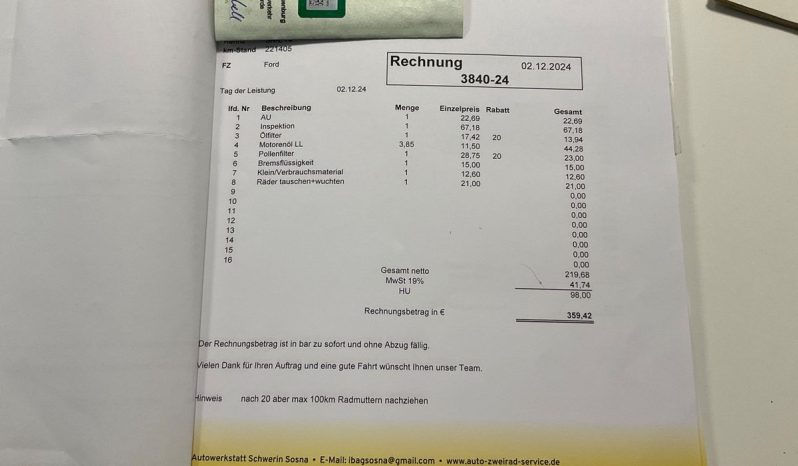 km-Stand 221405
FZ Ford
Rechnung 02.12.2024
3840-24
Tag der Leistung 02.12.24
lfd. Nr Beschreibung Menge Einzelpreis Rabatt Gesamt
1 AU 1 22,69 22,69
2 Inspektion 1 67,18 67,18
3 Ölfilter 1 17,42 20 13,94
4 Motorenöl LL 3,85 11,50 44,28
5 Pollenfilter 1 28,75 20 23,00
6 Bremsflüssigkeit 1 15,00 15,00
7 Klein/Verbrauchsmaterial 1 12,60 12,60
8 Räder tauschen+wuchten 1 21,00 21,00
9 0,00
10 0,00
11 0,00
12 0,00
13 0,00
14 0,00
15 0,00
16 0,00
Gesamt netto 219,68
MwSt 19% 41,74
HU 98,00
Rechnungsbetrag in € 359,42
Der Rechnungsbetrag ist in bar zu sofort und ohne Abzug fällig.
Vielen Dank für Ihren Auftrag und eine gute Fahrt wünscht Ihnen unser Team.
Hinweis nach 20 aber max 100km Radmuttern nachziehen
Autowerkstatt Schwerin Sosna • E-Mail: ibagsosna@gmail.com • www.auto-zweirad-service.de